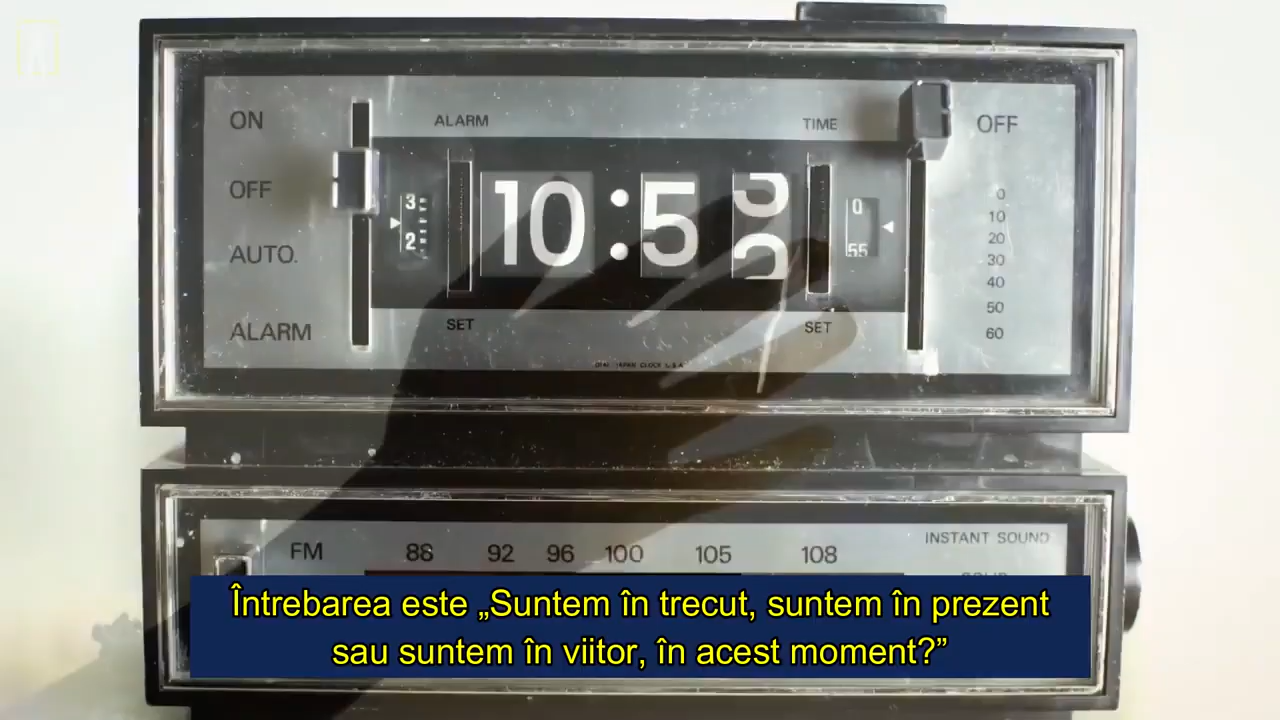 ON
OFF
AUTO.
ALARM
ALARM
TIME
OFF
3
2
10:5
0
55
SET
SET
0
10
20
30
40
50
60
FM
88 92 96 100 105 108
INSTANT SOUND
Întrebarea este „Suntem în trecut, suntem în prezent
sau suntem în viitor, în acest moment?”